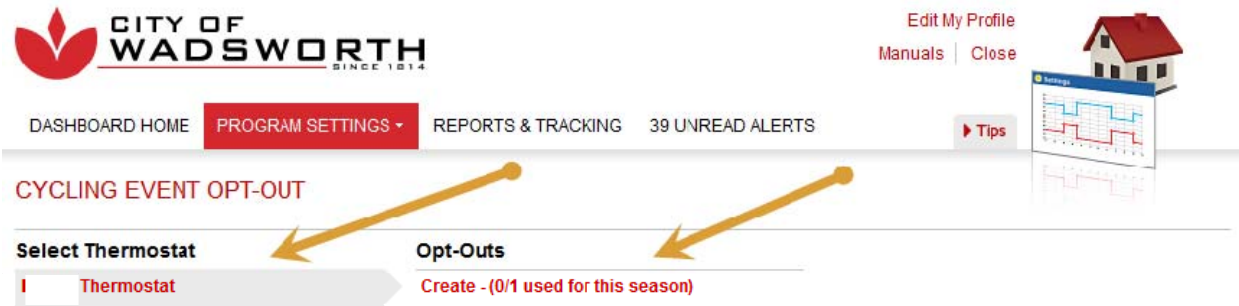 CITY OF
WADSWORTH
SINCE 1814
Edit My Profile
Manuals | Close
Settings
DASHBOARD HOME PROGRAM SETTINGS REPORTS & TRACKING 39 UNREAD ALERTS Tips
CYCLING EVENT OPT-OUT
Select Thermostat Opt-Outs
Thermostat Create - (0/1 used for this season)